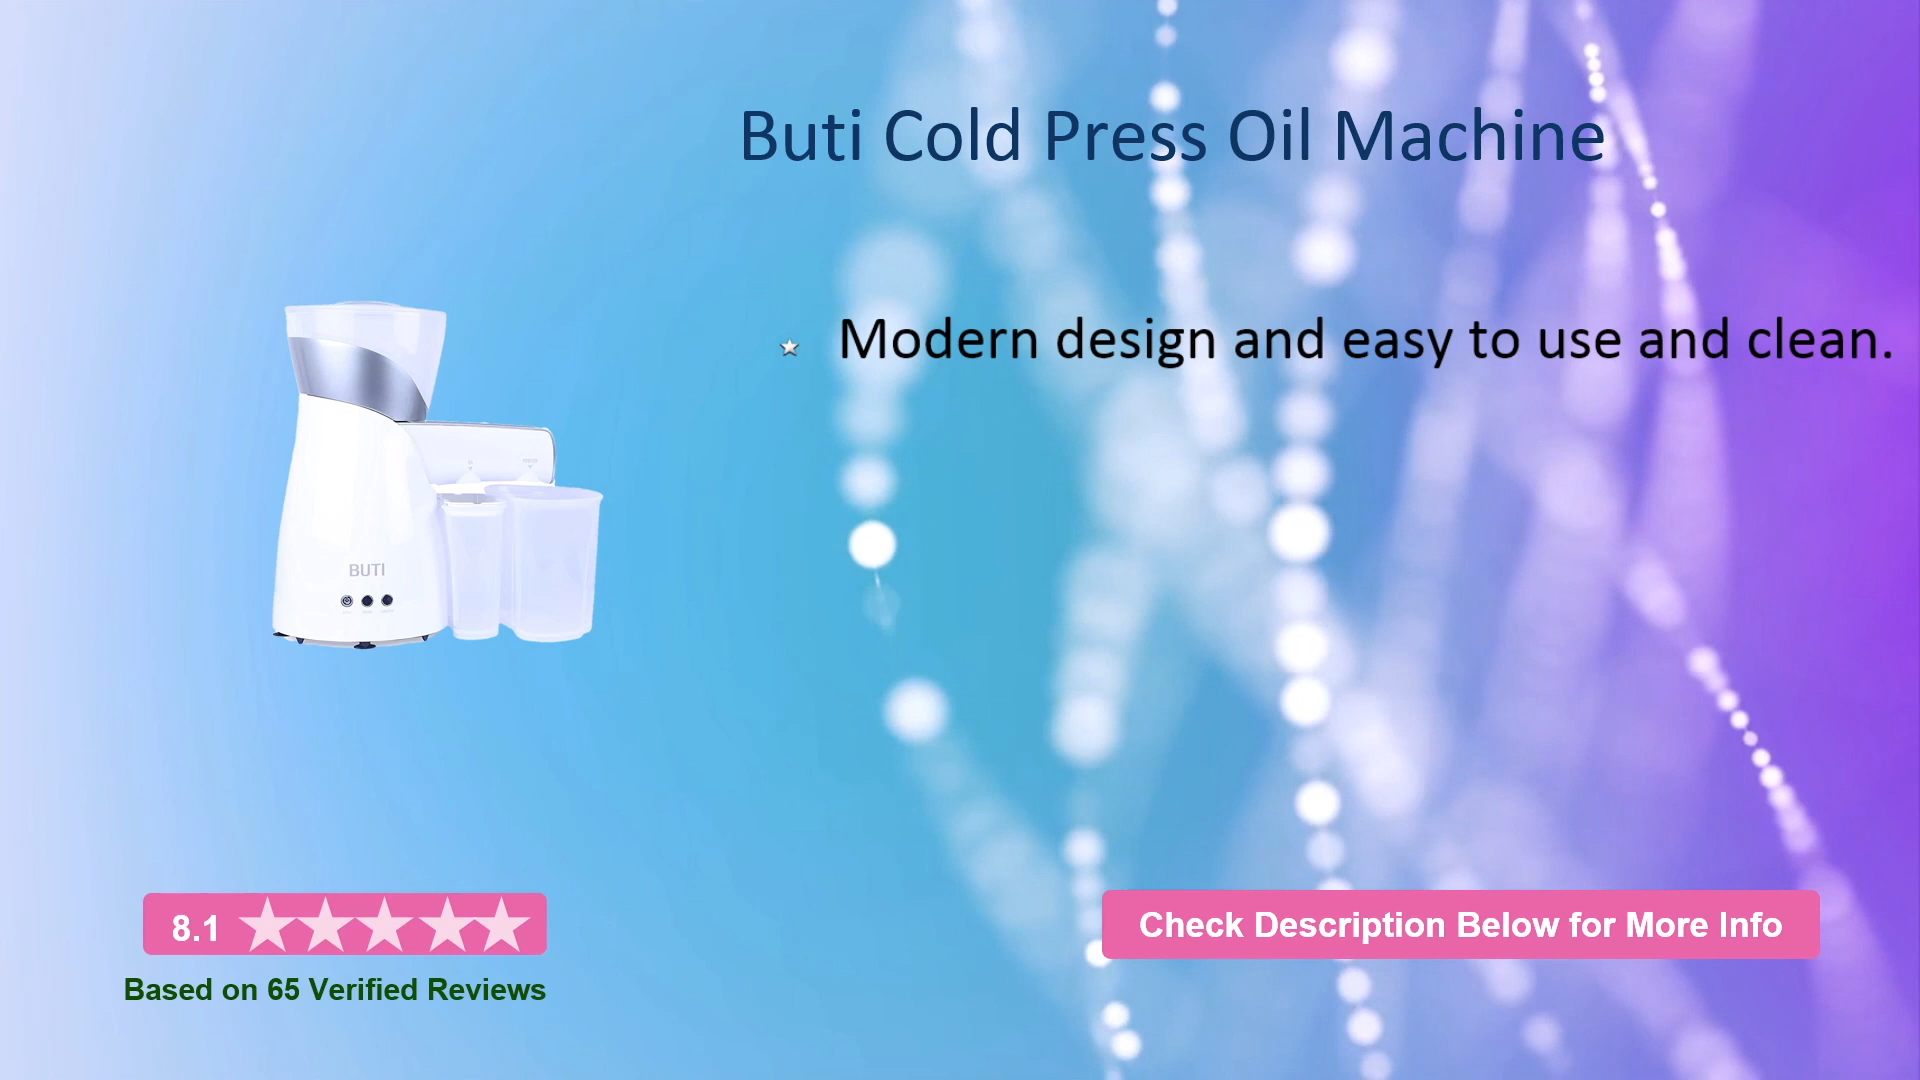 Buti Cold Press Oil Machine
Modern design and easy to use and clean.
BUTI
8.1
Based on 65 Verified Reviews
Check Description Below for More Info